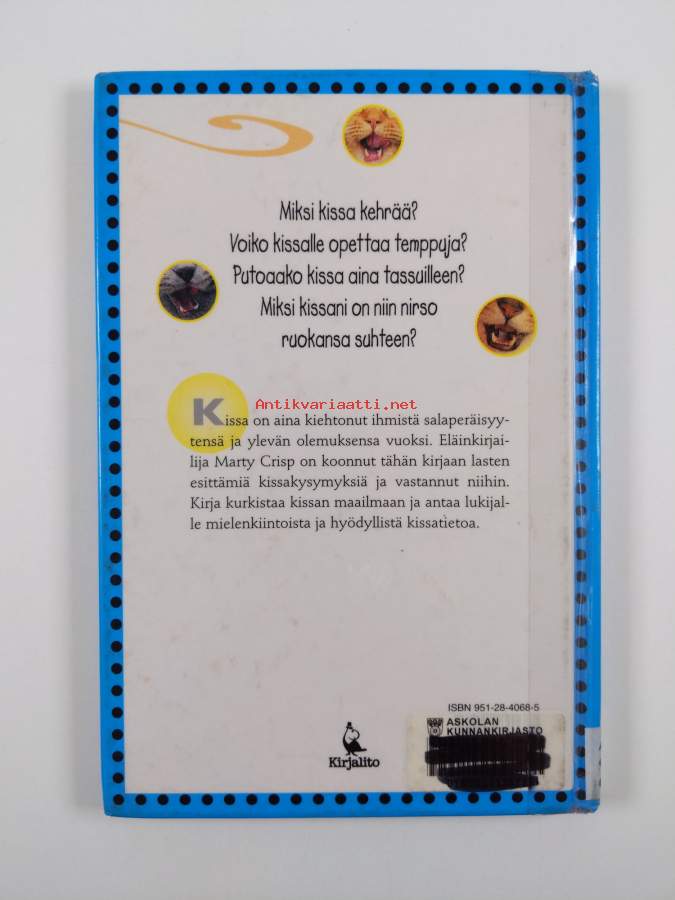 Miksi kissa kehrää?
Voiko kissalle opettaa temppuja?
Putoaako kissa aina tassuilleen?
Miksi kissani on niin nirso
ruokansa suhteen?
Antikvariaatti.net
Kissa on aina kiehtonut ihmistä salaperäisyy-
tensä ja ylevän olemuksensa vuoksi. Eläinkirjai-
lija Marty Crisp on koonnut tähän kirjaan lasten
esittämiä kissakysymyksiä ja vastannut niihin.
Kirja kurkistaa kissan maailmaan ja antaa lukijal-
le mielenkiintoista ja hyödyllistä kissatietoa.
ISBN 951-28-4068-5
ASKOLAN
KUNNANKIRJASTO
Kirjalito